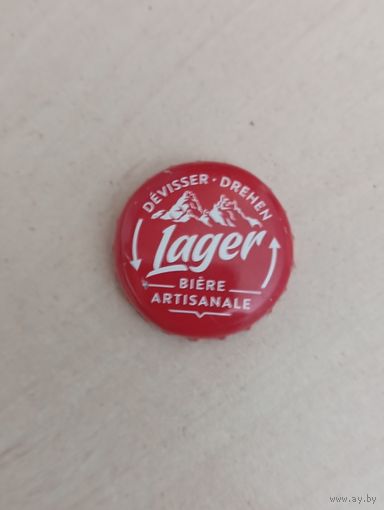 DÉVISSER · DREHEN
Lager
BIÈRE
ARTISANALE
www.ay.by